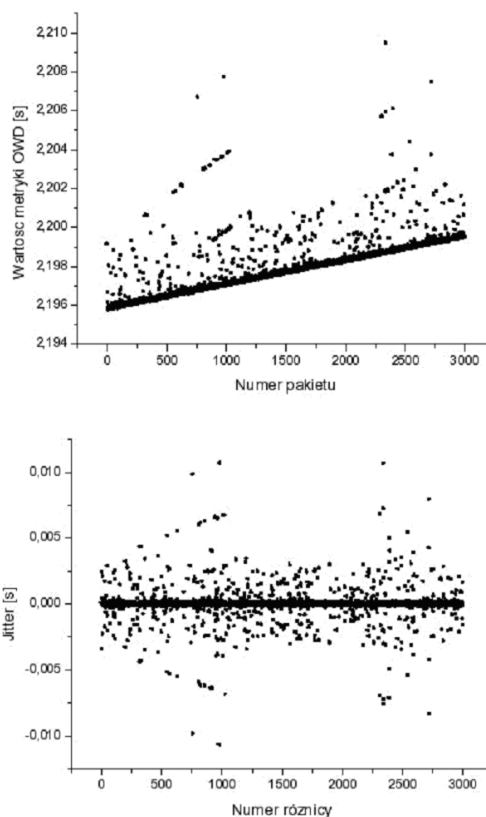 2,210
2,208
2,206
2,204
2,202
2,200
2,198
2,196
2,194
Wartosc metryki OWD [s]
0 500 1000 1500 2000 2500 3000
Numer pakietu
0,010
0,005
0,000
-0,005
-0,010
Jitter [s]
0 500 1000 1500 2000 2500 3000
Numer róznicy